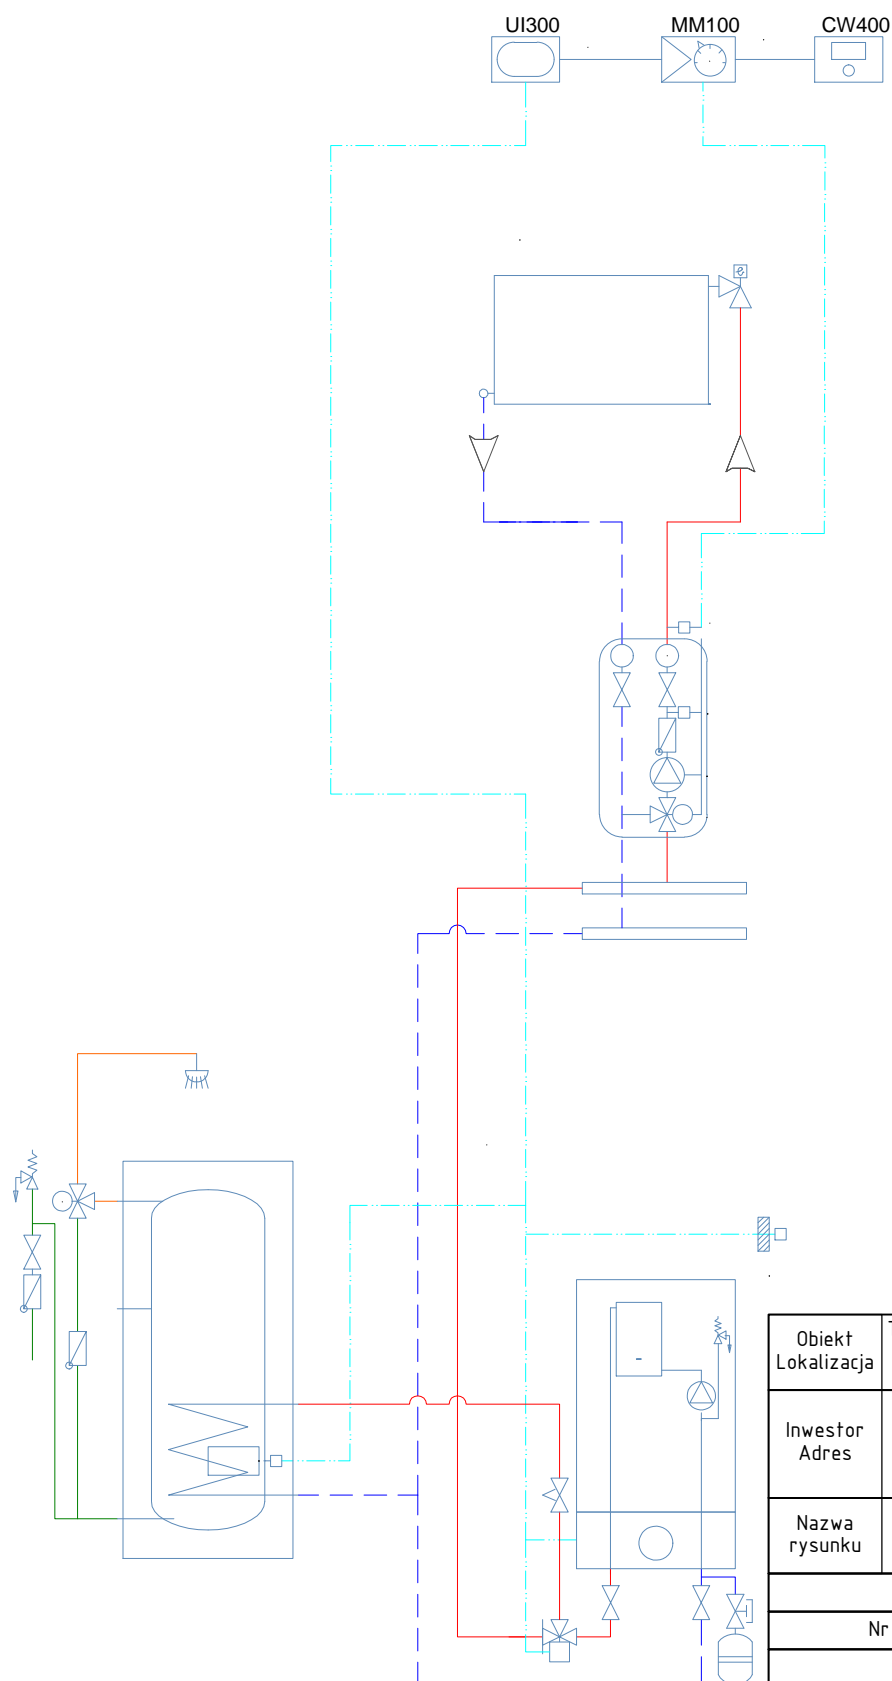 UI300 MM100 CW400
Obiekt
Lokalizacja
Inwestor
Adres
Nazwa
rysunku
Nr